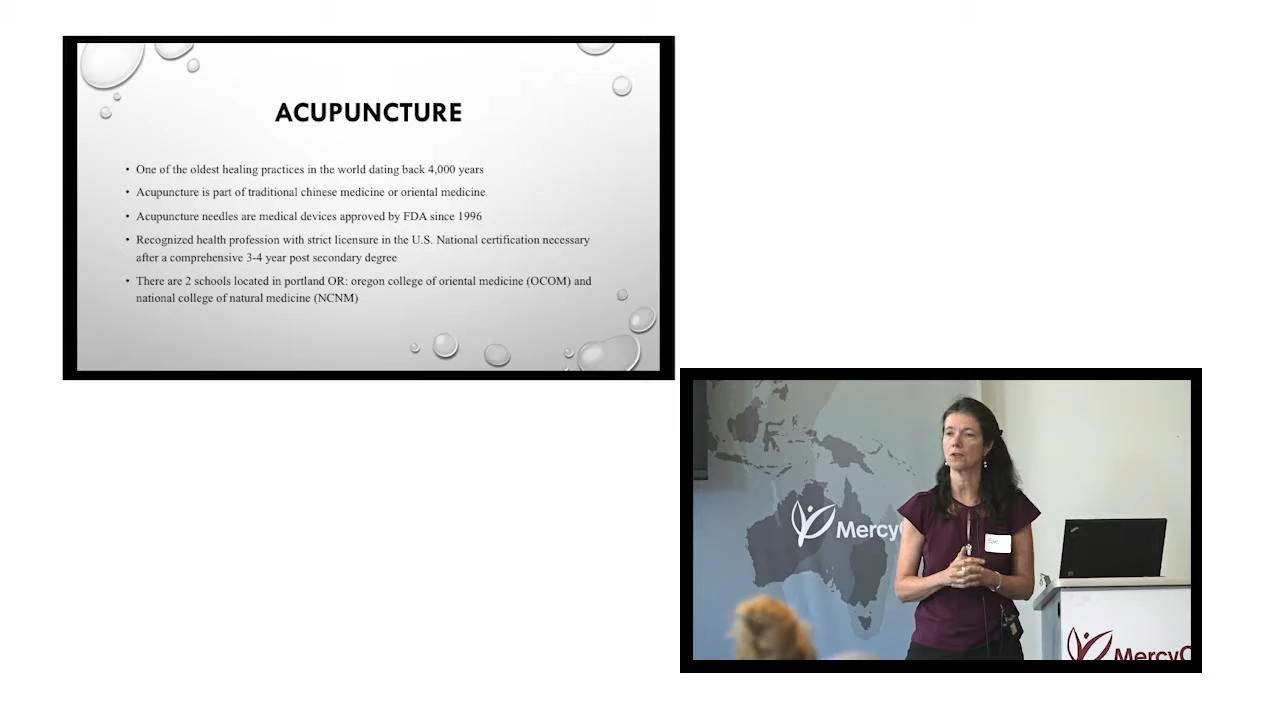 ACUPUNCTURE
• One of the oldest healing practices in the world dating back 4,000 years
• Acupuncture is part of traditional chinese medicine or oriental medicine
• Acupuncture needles are medical devices approved by FDA since 1996
• Recognized health profession with strict licensure in the U.S. National certification necessary
after a comprehensive 3-4 year post secondary degree
• There are 2 schools located in portland OR: oregon college of oriental medicine (OCOM) and
national college of natural medicine (NCNM)
MercyC
MercyC